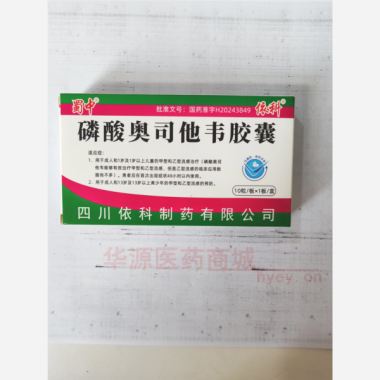 蜀中
批准文号：国药准字H20243849
依科
磷酸奥司他韦胶囊
适应症：
1、用于成人和1岁及1岁以上儿童的甲型和乙型流感治疗（磷酸奥司
他韦能够有效治疗甲型和乙型流感，但是乙型流感的临床应用数
据尚不多）。患者应在首次出现症状48小时以内使用。
2、用于成人和13岁及13岁以上青少年的甲型和乙型流感的预防。
10粒/板×1板/盒
四川依科制药有限公司
华源医药商城
hyey.cn